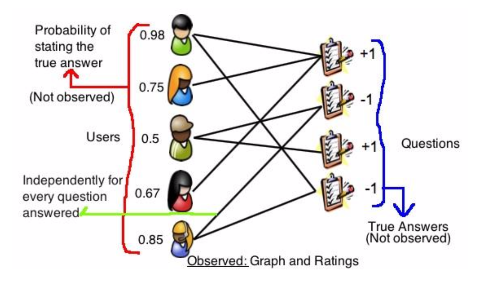 Probability of
stating the
true answer
(Not observed)
Users
Independently for
every question
answered
0.98
0.75
0.5
0.67
0.85
+1
-1
+1
-1
Questions
True Answers
(Not observed)
Observed: Graph and Ratings